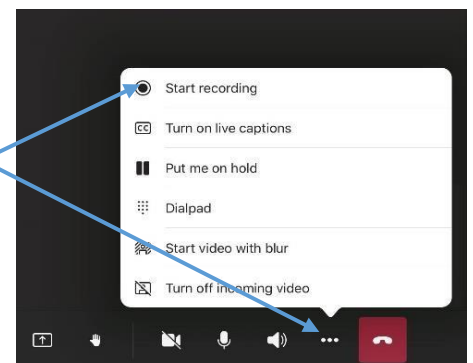 Start recording
CC Turn on live captions
Put me on hold
Dialpad
Start video with blur
Turn off incoming video